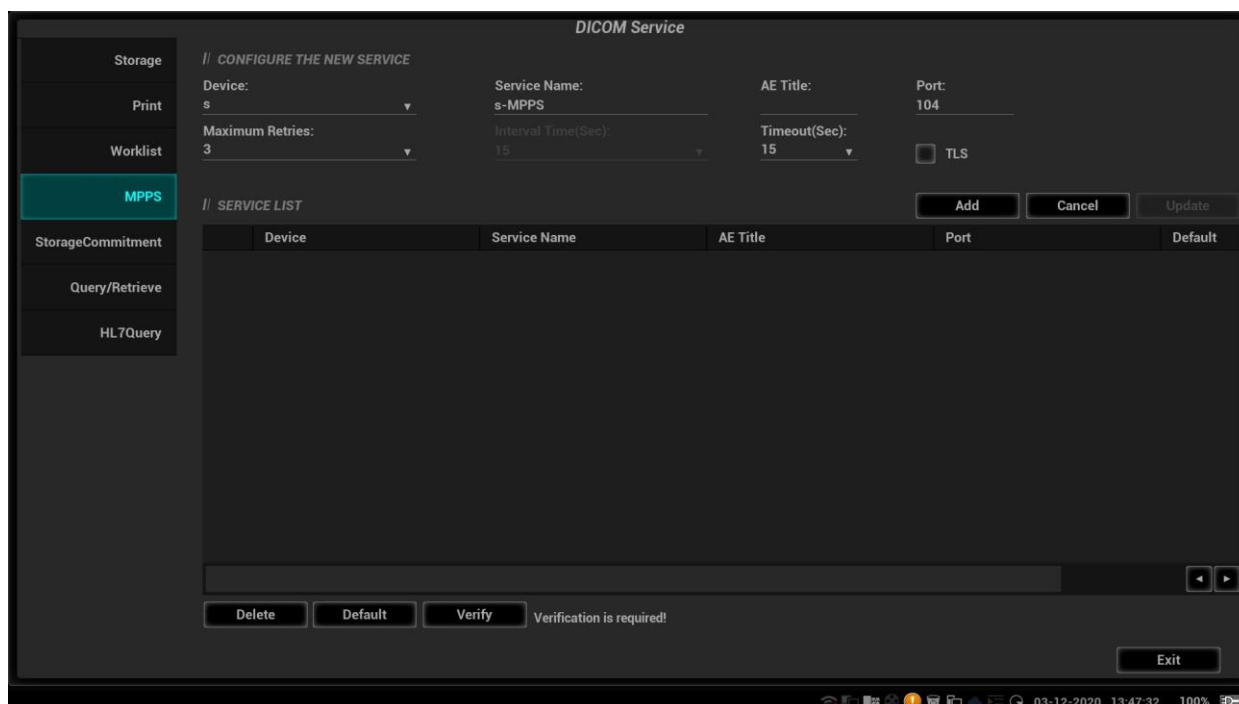 DICOM Service
Storage
Print
Worklist
MPPS
StorageCommitment
Query/Retrieve
HL7Query
// CONFIGURE THE NEW SERVICE
Device: Service Name: AE Title: Port:
s s-MPPS 104
Maximum Retries: Interval Time(Sec): Timeout(Sec):
3 15 15 TLS
// SERVICE LIST Add Cancel Update
Device Service Name AE Title Port Default
Delete Default Verify Verification is required!
Exit
03-12-2020 13:47:32 100%